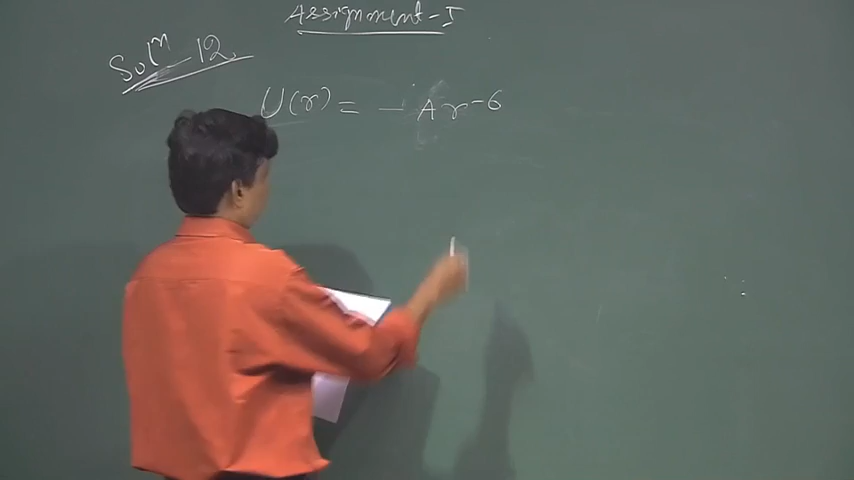 Assignment-I
Solⁿ 12
U(r) = - Ar⁻⁶